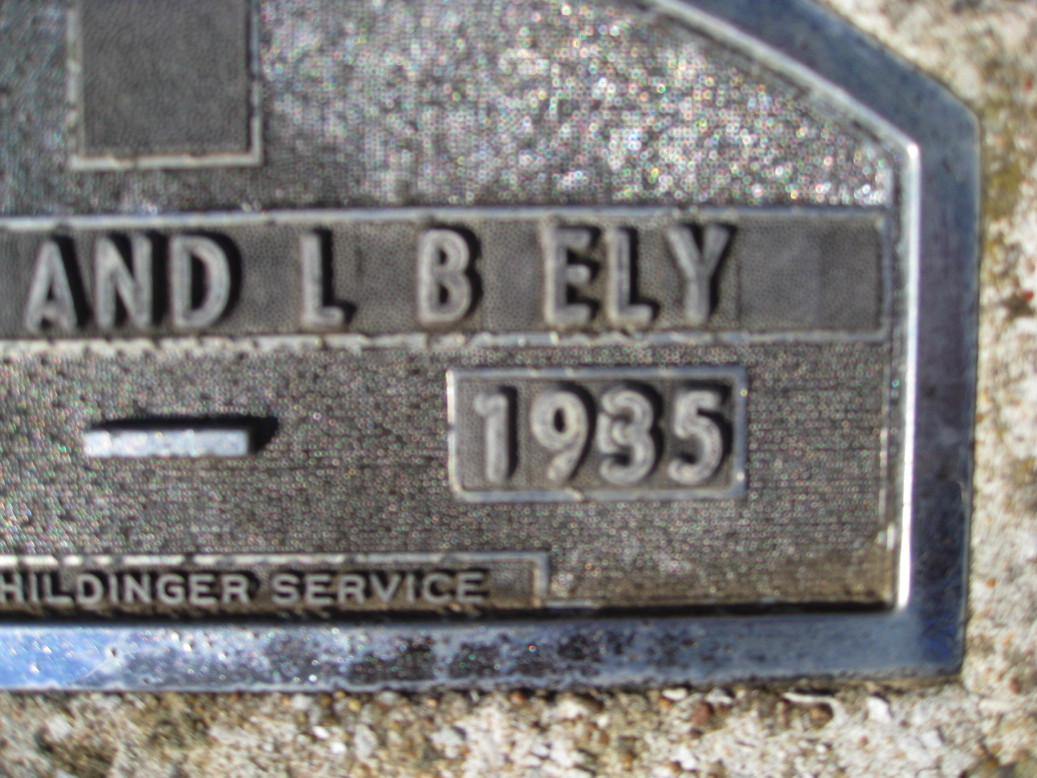 AND L B ELY
— 1935
HILDINGER SERVICE